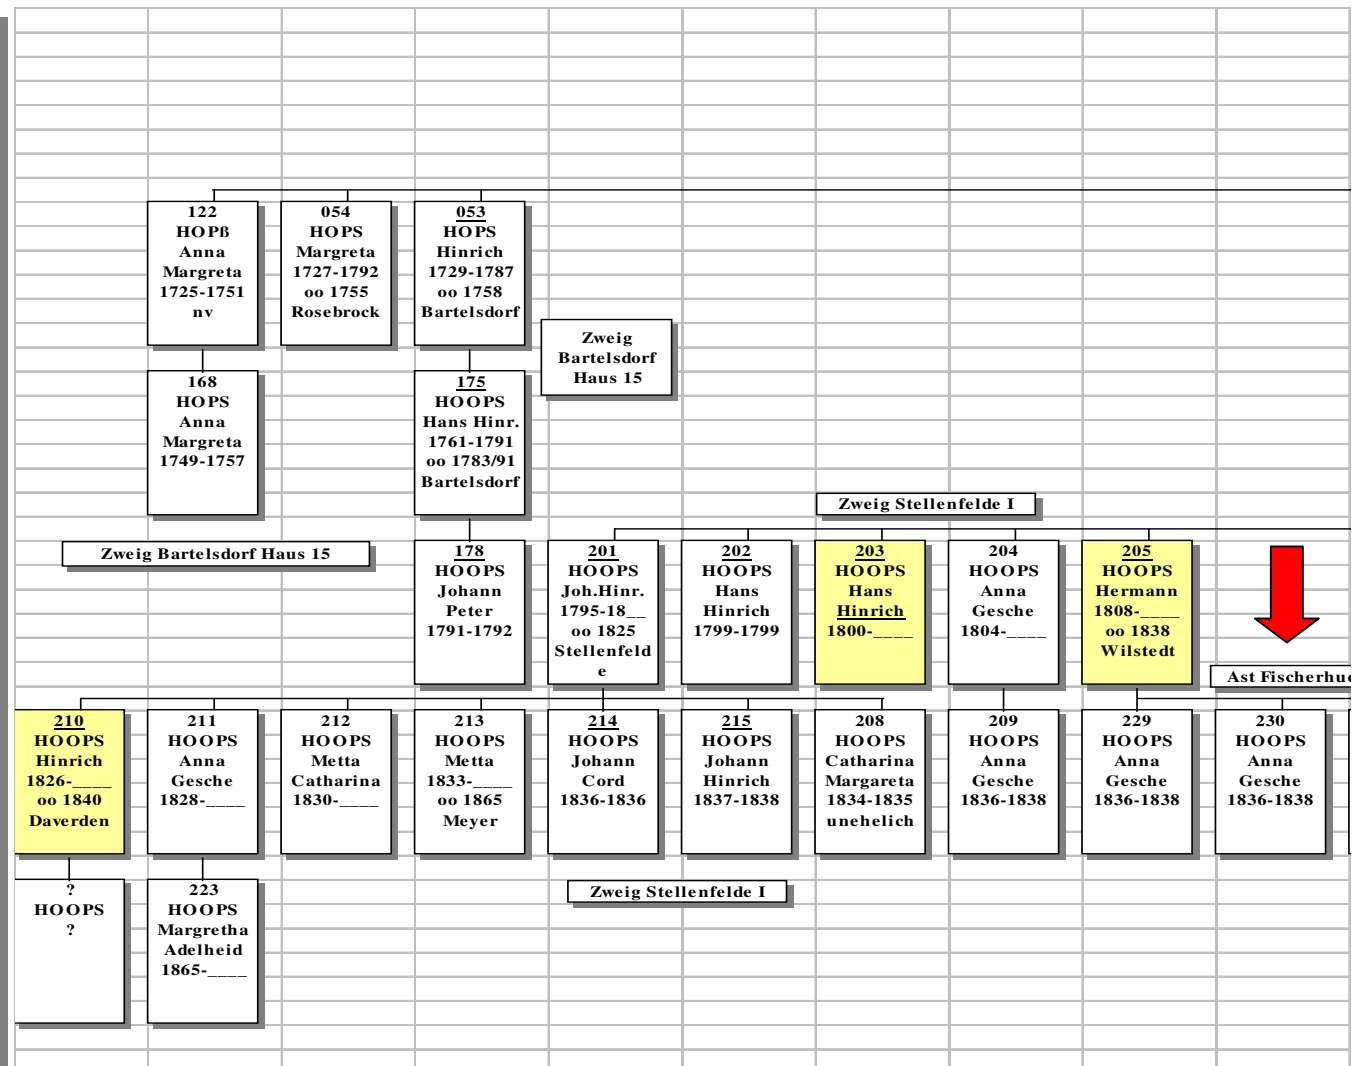 122
HOPß
Anna
Margreta
1725-1751
nv
054
HOPS
Margreta
1727-1792
oo 1755
Rosebrock
053
HOPS
Hinrich
1729-1787
oo 1758
Bartelsdorf
Zweig
Bartelsdorf
Haus 15
168
HOPS
Anna
Margreta
1749-1757
175
HOOPS
Hans Hinr.
1761-1791
oo 1783/91
Bartelsdorf
Zweig Stellenfelde I
Zweig Bartelsdorf Haus 15
178
HOOPS
Johann
Peter
1791-1792
201
HOOPS
Joh.Hinr.
1795-18__
oo 1825
Stellenfeld
e
202
HOOPS
Hans
Hinrich
1799-1799
203
HOOPS
Hans
Hinrich
1800-____
204
HOOPS
Anna
Gesche
1804-____
205
HOOPS
Hermann
1808-____
oo 1838
Wilstedt
Ast Fischerhud
210
HOOPS
Hinrich
1826-____
oo 1840
Daverden
211
HOOPS
Anna
Gesche
1828-____
212
HOOPS
Metta
Catharina
1830-____
213
HOOPS
Metta
1833-____
oo 1865
Meyer
214
HOOPS
Johann
Cord
1836-1836
215
HOOPS
Johann
Hinrich
1837-1838
208
HOOPS
Catharina
Margareta
1834-1835
unehelich
209
HOOPS
Anna
Gesche
1836-1838
229
HOOPS
Anna
Gesche
1836-1838
230
HOOPS
Anna
Gesche
1836-1838
?
HOOPS
?
223
HOOPS
Margretha
Adelheid
1865-____
Zweig Stellenfelde I